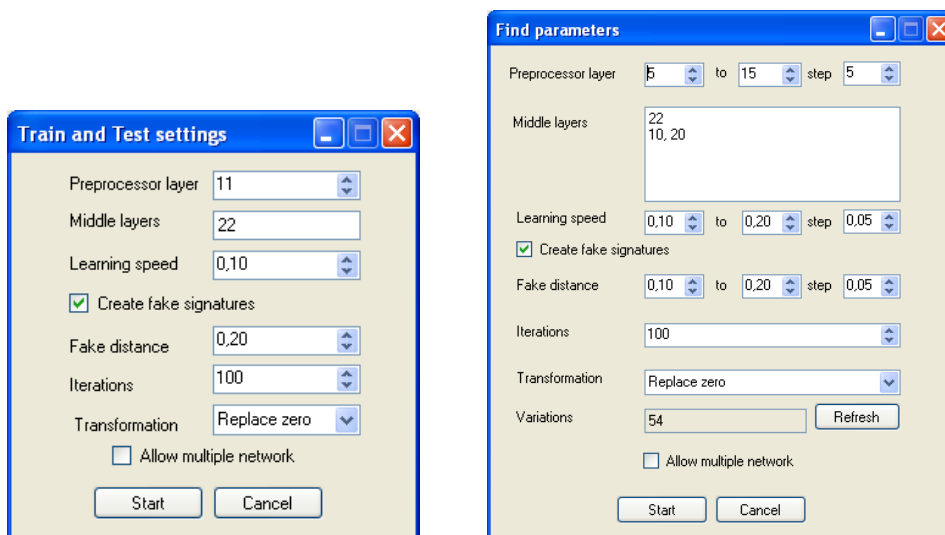 Train and Test settings
Preprocessor layer 11
Middle layers 22
Learning speed 0,10
Create fake signatures
Fake distance 0,20
Iterations 100
Transformation Replace zero
Allow multiple network
Start Cancel
Find parameters
Preprocessor layer 5 to 15 step 5
Middle layers 22
10, 20
Learning speed 0,10 to 0,20 step 0,05
Create fake signatures
Fake distance 0,10 to 0,20 step 0,05
Iterations 100
Transformation Replace zero
Variations 54 Refresh
Allow multiple network
Start Cancel